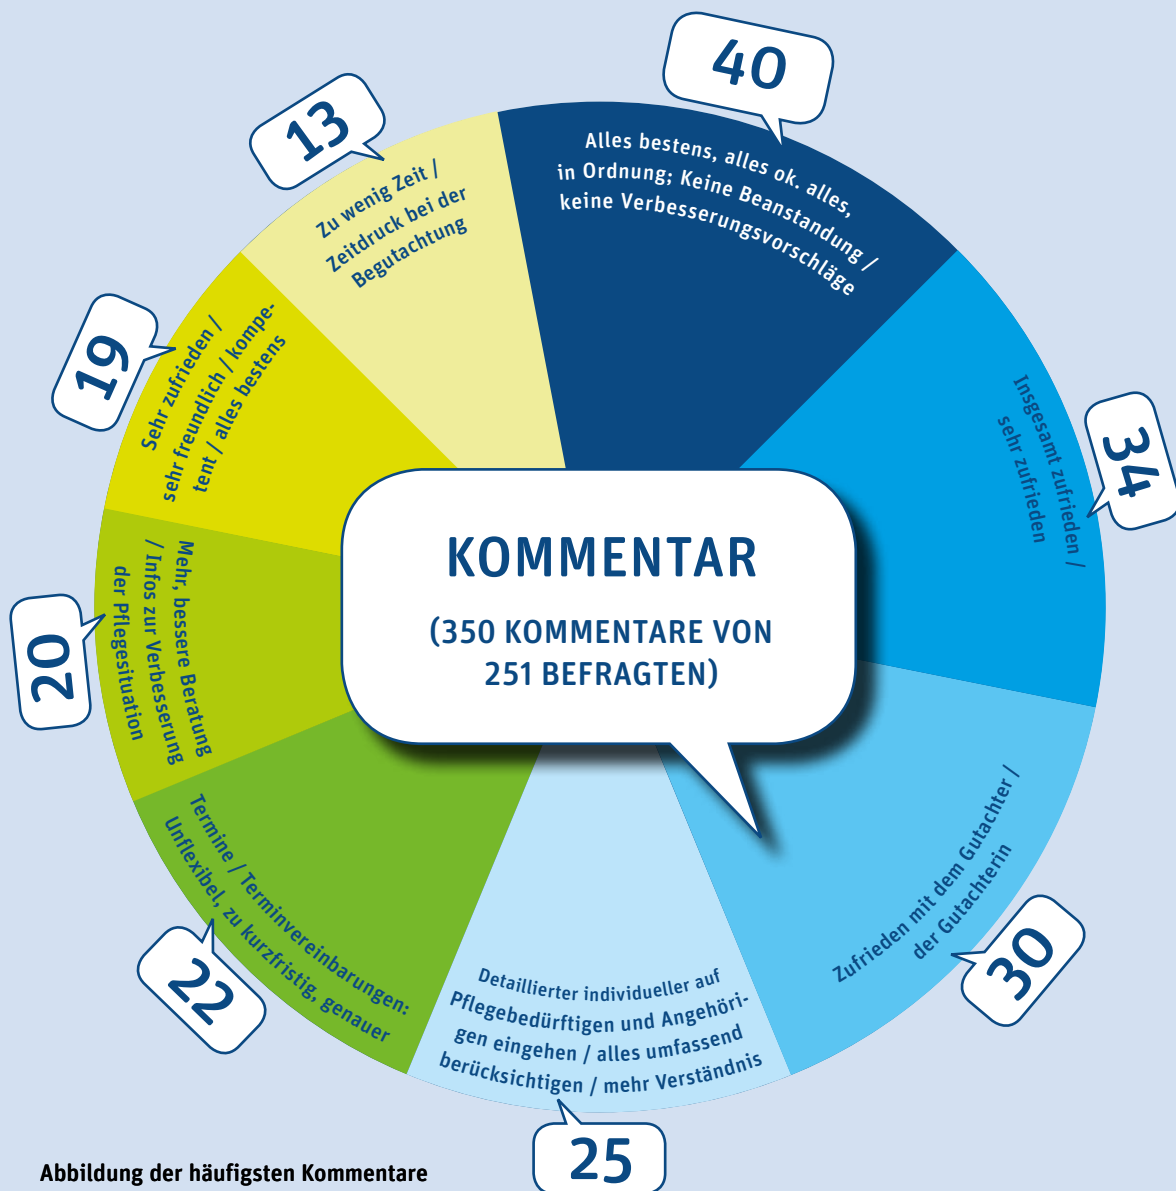 40
Alles bestens, alles ok. alles,
in Ordnung; Keine Beanstandung /
keine Verbesserungsvorschläge
34
Insgesamt zufrieden /
sehr zufrieden
30
Zufrieden mit dem Gutachter /
der Gutachterin
25
Detaillierter individueller auf
Pflegebedürftigen und Angehöri-
gen eingehen / alles umfassend
berücksichtigen / mehr Verständnis
22
Termine / Terminvereinbarungen:
Unflexibel, zu kurzfristig, genauer
20
Mehr, bessere Beratung
/ Infos zur Verbesserung
der Pflegesituation
19
Sehr zufrieden /
sehr freundlich / kompe-
tent / alles bestens
13
Zu wenig Zeit /
Zeitdruck bei der
Begutachtung
KOMMENTAR
(350 KOMMENTARE VON
251 BEFRAGTEN)
Abbildung der häufigsten Kommentare